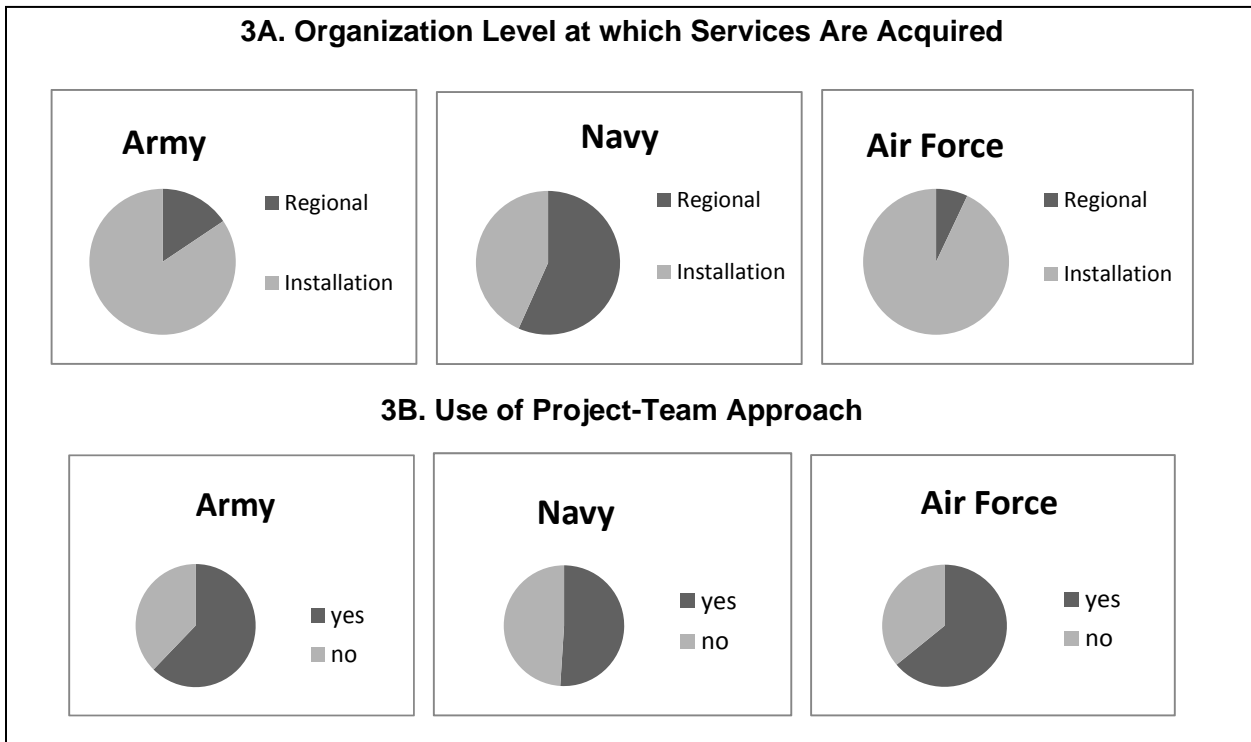 3A. Organization Level at which Services Are Acquired
Army
Regional
Installation
Navy
Regional
Installation
Air Force
Regional
Installation
3B. Use of Project-Team Approach
Army
yes
no
Navy
yes
no
Air Force
yes
no